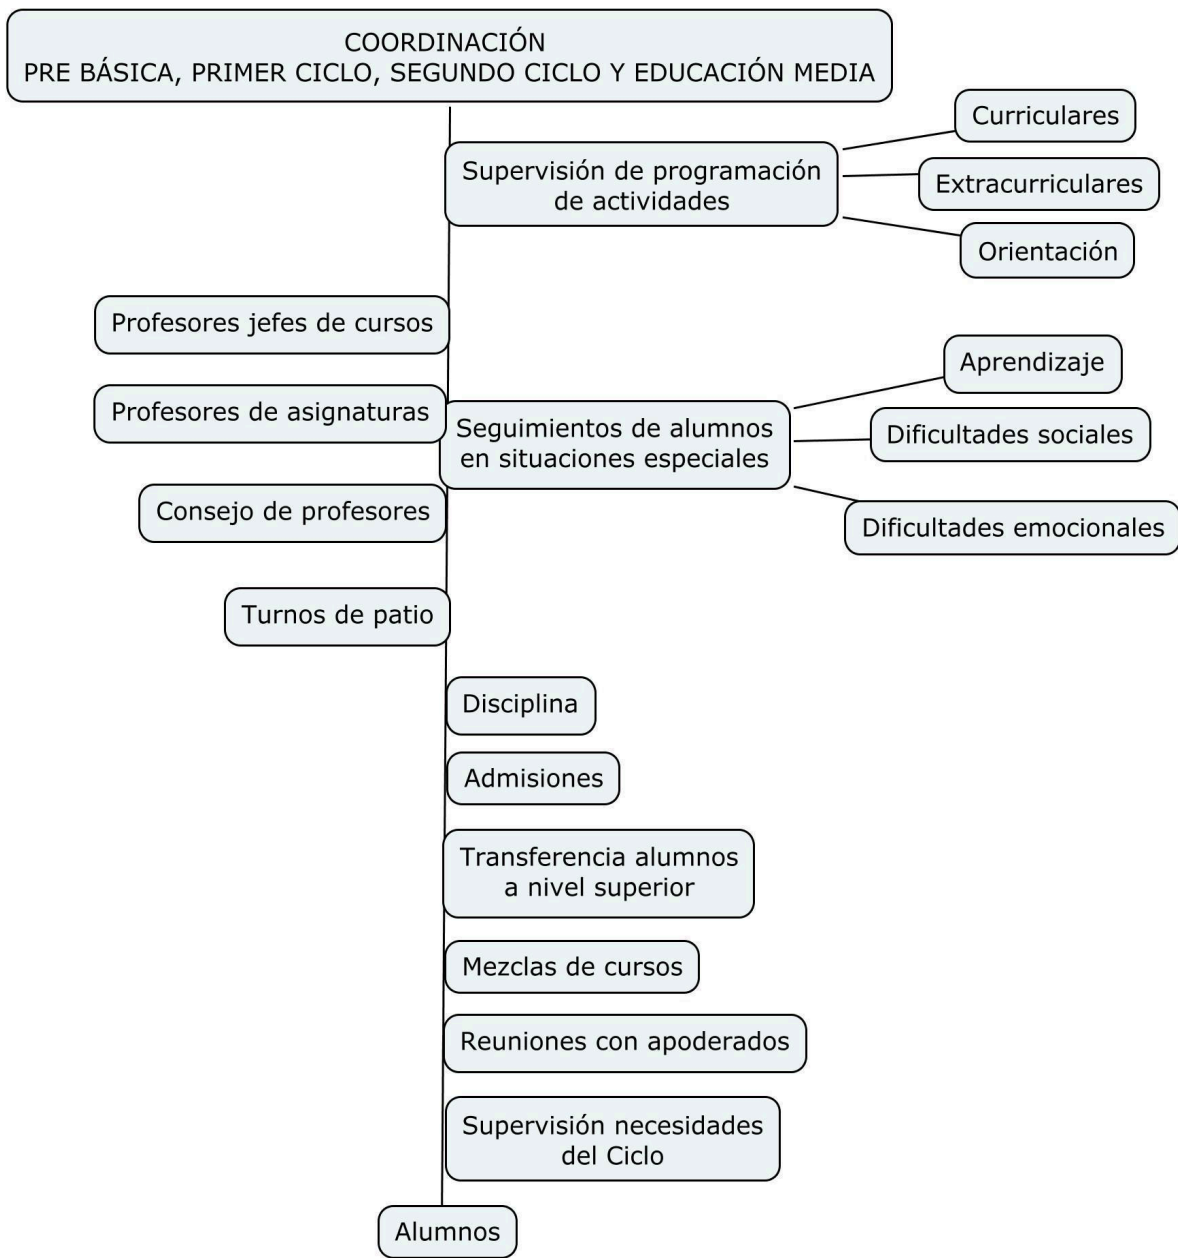 COORDINACIÓN
PRE BÁSICA, PRIMER CICLO, SEGUNDO CICLO Y EDUCACIÓN MEDIA
Supervisión de programación
de actividades
Curriculares
Extracurriculares
Orientación
Profesores jefes de cursos
Profesores de asignaturas
Seguimientos de alumnos
en situaciones especiales
Aprendizaje
Dificultades sociales
Dificultades emocionales
Consejo de profesores
Turnos de patio
Disciplina
Admisiones
Transferencia alumnos
a nivel superior
Mezclas de cursos
Reuniones con apoderados
Supervisión necesidades
del Ciclo
Alumnos